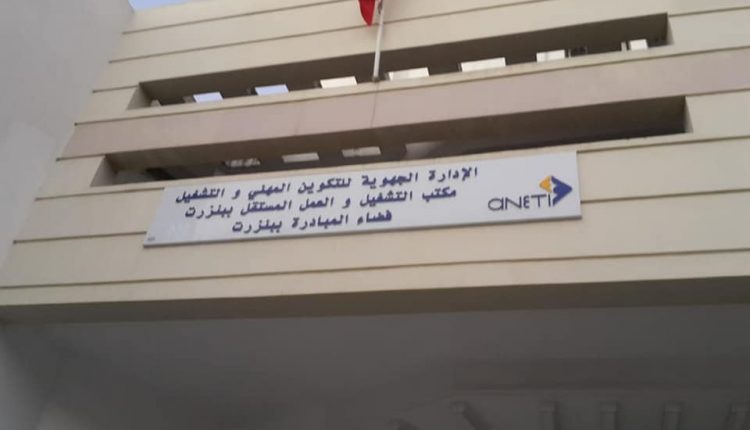 الإدارة الجهوية للتكوين المهني و التشغيل
مكتب التشغيل و العمل المستقل ببنزرت
فضاء المبادرة ببنزرت
aneti